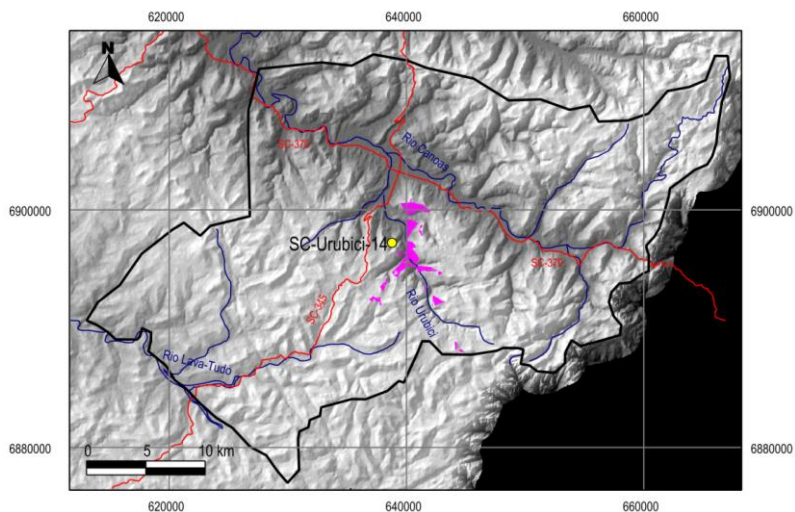 620000 640000 660000
N
Rio Canoas
SC-370
6900000 6900000
SC-Urubici-14
SC-370
SC-345
Rio Urubici
Rio Lava-Tudo
6880000 6880000
0 5 10 km
620000 640000 660000